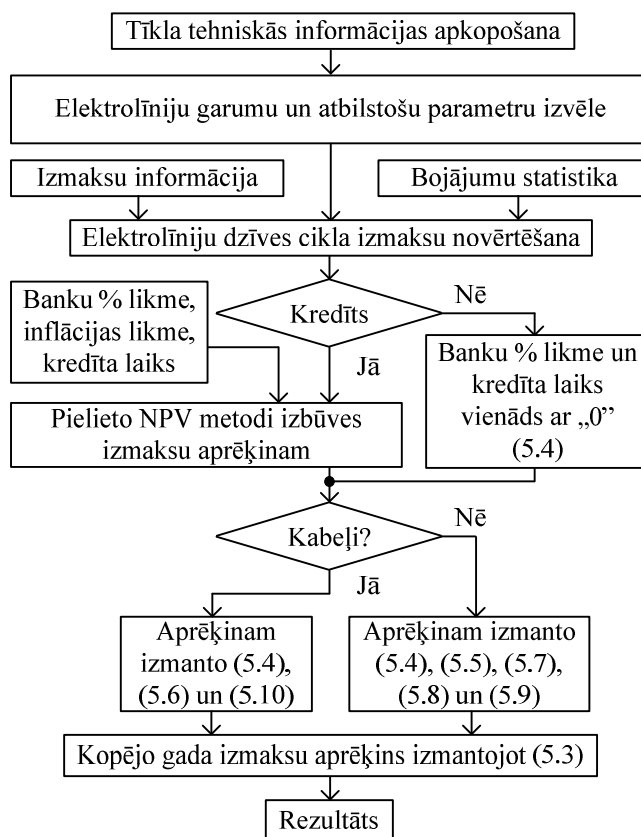 Tīkla tehniskās informācijas apkopošana
Elektrolīniju garumu un atbilstošu parametru izvēle
Izmaksu informācija
Bojājumu statistika
Elektrolīniju dzīves cikla izmaksu novērtēšana
Banku % likme,
inflācijas likme,
kredīta laiks
Kredīts
Nē
Jā
Banku % likme un
kredīta laiks
vienāds ar „0”
(5.4)
Pielieto NPV metodi izbūves
izmaksu aprēķinam
Kabeļi?
Nē
Jā
Aprēķinam
izmanto (5.4),
(5.6) un (5.10)
Aprēķinam izmanto
(5.4), (5.5), (5.7),
(5.8) un (5.9)
Kopējo gada izmaksu aprēķins izmantojot (5.3)
Rezultāts